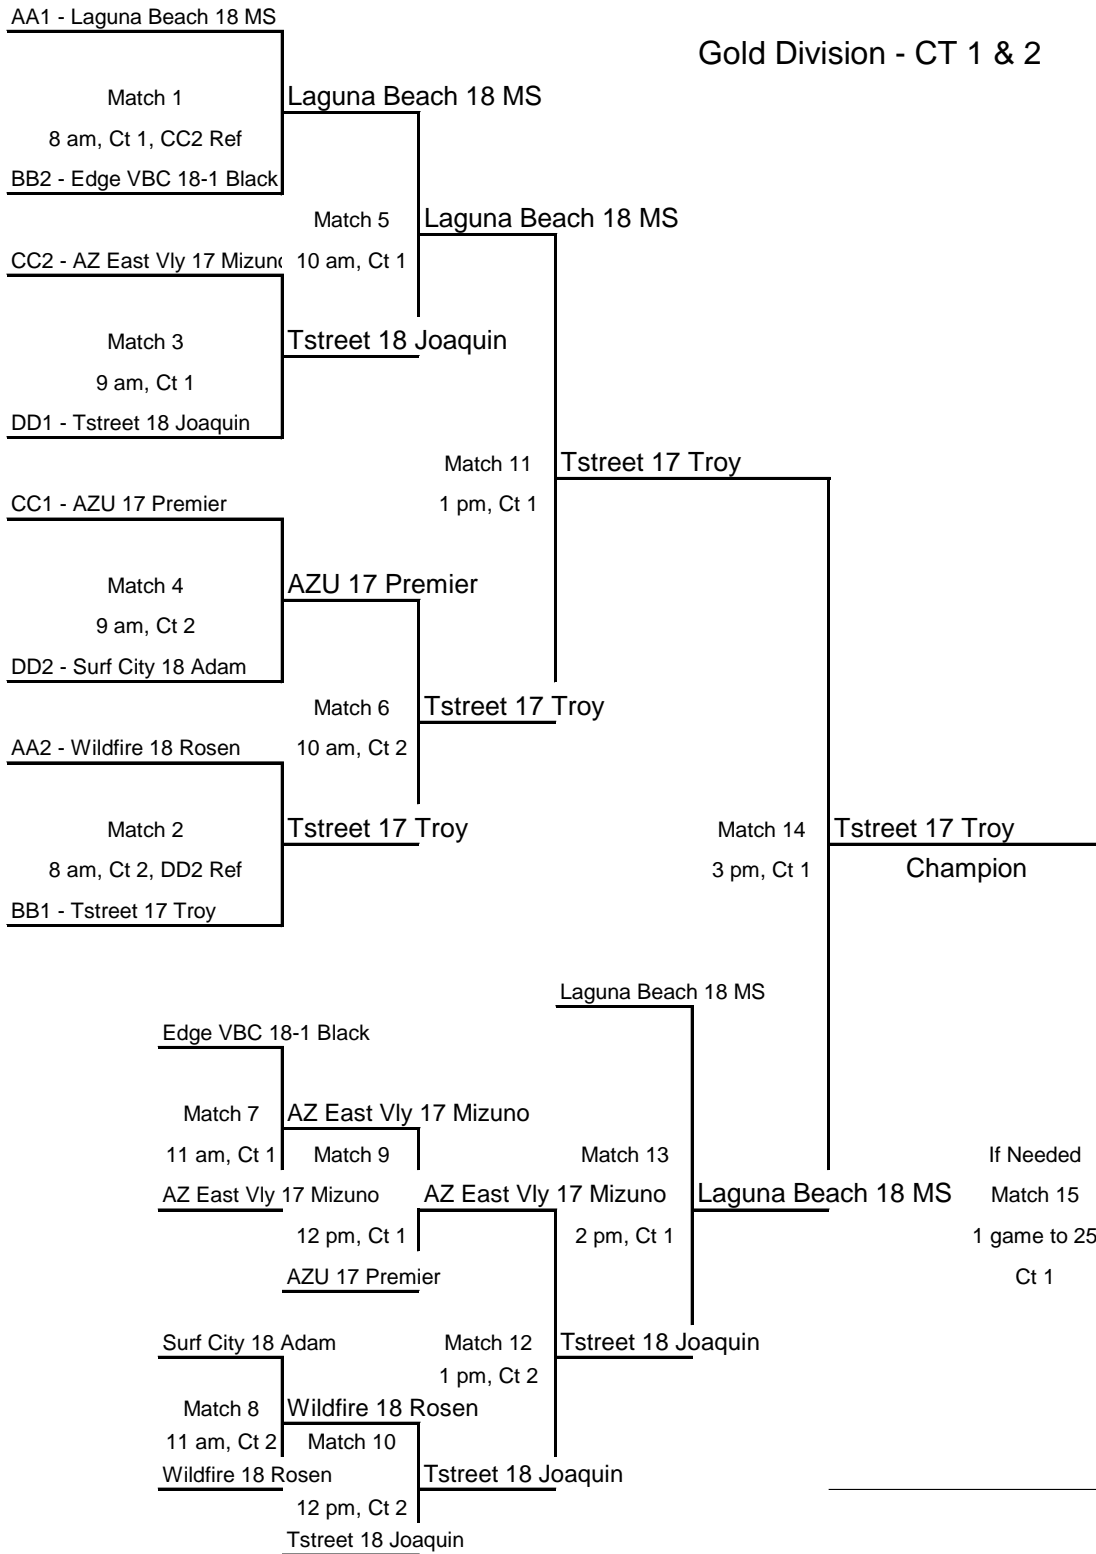 AA1 - Laguna Beach 18 MS
Gold Division - CT 1 & 2
Match 1
Laguna Beach 18 MS
8 am, Ct 1, CC2 Ref
BB2 - Edge VBC 18-1 Black
Match 5
Laguna Beach 18 MS
CC2 - AZ East Vly 17 Mizuno
10 am, Ct 1
Match 3
Tstreet 18 Joaquin
9 am, Ct 1
DD1 - Tstreet 18 Joaquin
Match 11
Tstreet 17 Troy
CC1 - AZU 17 Premier
1 pm, Ct 1
Match 4
AZU 17 Premier
9 am, Ct 2
DD2 - Surf City 18 Adam
Match 6
Tstreet 17 Troy
AA2 - Wildfire 18 Rosen
10 am, Ct 2
Match 2
Tstreet 17 Troy
Match 14
Tstreet 17 Troy
8 am, Ct 2, DD2 Ref
3 pm, Ct 1
Champion
BB1 - Tstreet 17 Troy
Laguna Beach 18 MS
Edge VBC 18-1 Black
Match 7
AZ East Vly 17 Mizuno
11 am, Ct 1
Match 9
Match 13
If Needed
AZ East Vly 17 Mizuno
AZ East Vly 17 Mizuno
Laguna Beach 18 MS
Match 15
12 pm, Ct 1
2 pm, Ct 1
1 game to 25
AZU 17 Premier
Ct 1
Surf City 18 Adam
Match 12
Tstreet 18 Joaquin
1 pm, Ct 2
Match 8
Wildfire 18 Rosen
11 am, Ct 2
Match 10
Wildfire 18 Rosen
Tstreet 18 Joaquin
12 pm, Ct 2
Tstreet 18 Joaquin